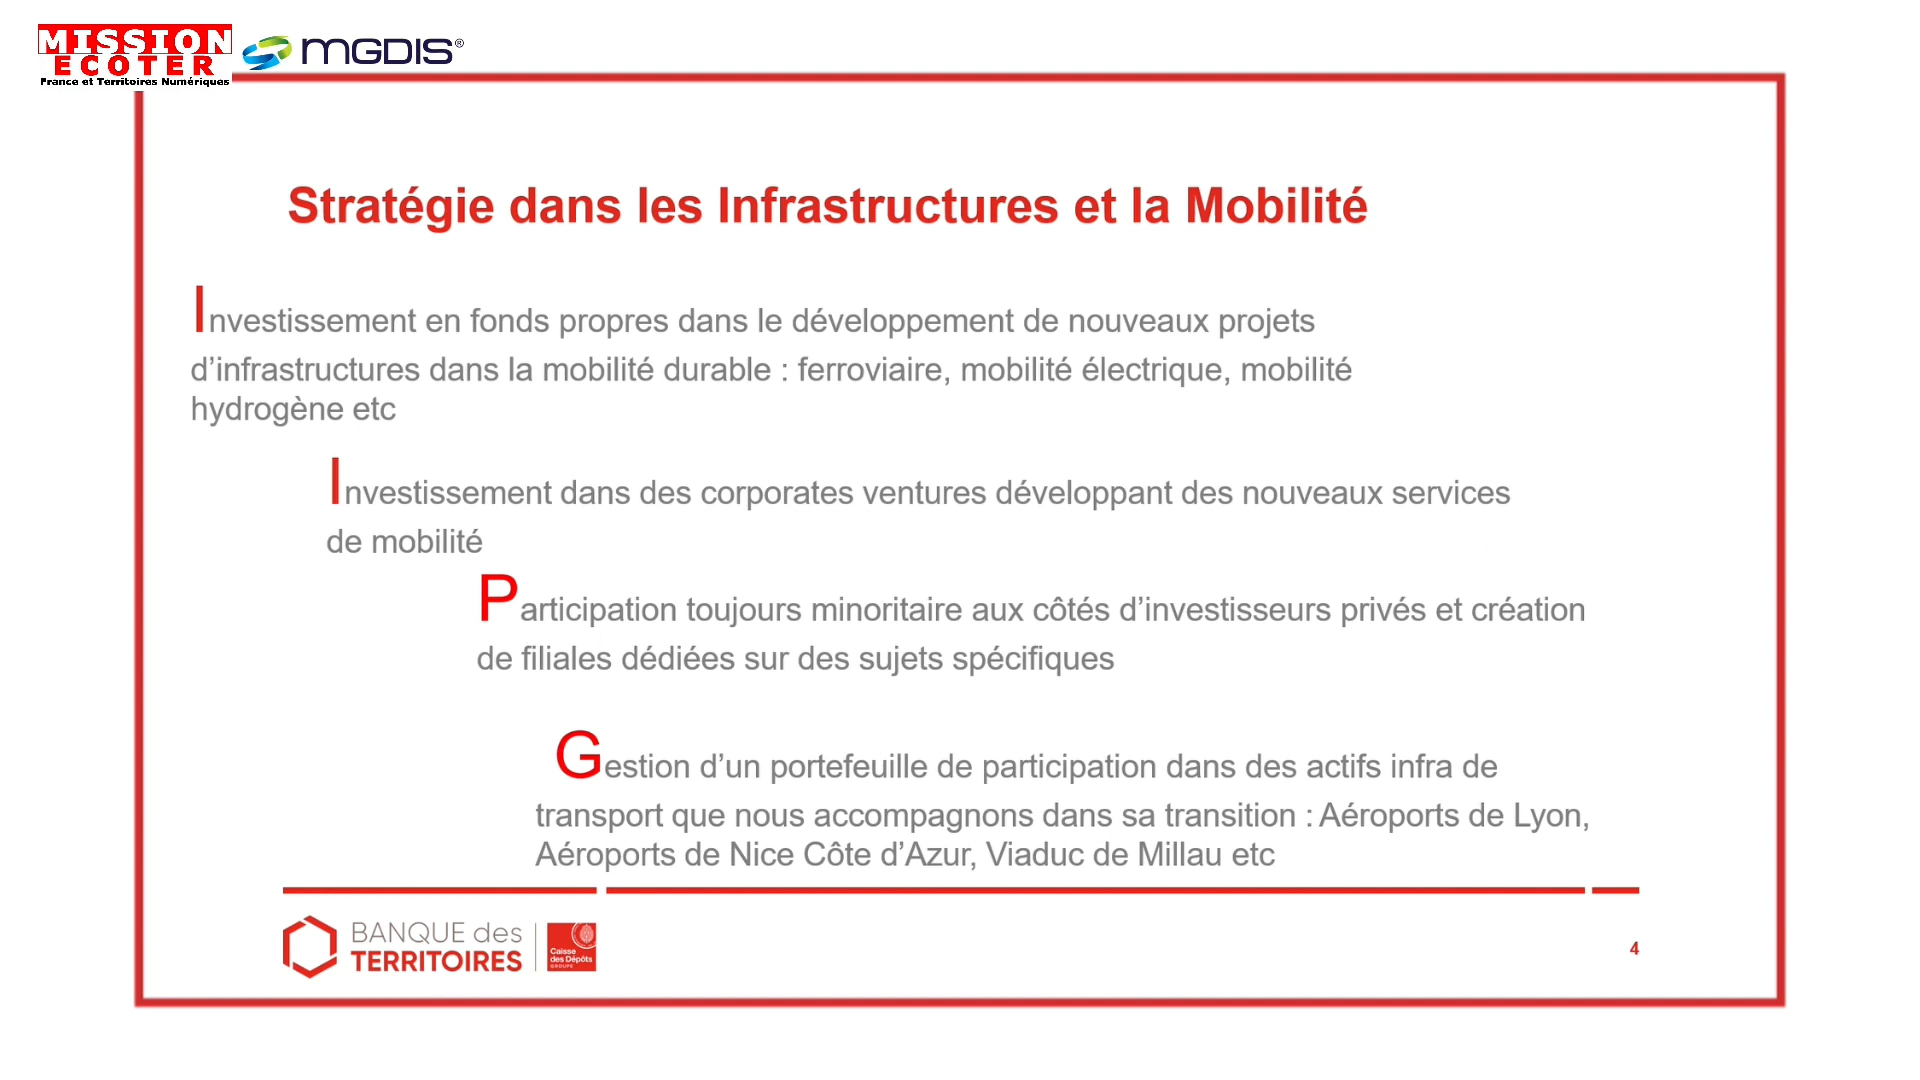 MISSION
ECOTER
France et Territoires Numériques
MGDIS®
Stratégie dans les Infrastructures et la Mobilité
Investissement en fonds propres dans le développement de nouveaux projets
d’infrastructures dans la mobilité durable : ferroviaire, mobilité électrique, mobilité
hydrogène etc
Investissement dans des corporates ventures développant des nouveaux services
de mobilité
Participation toujours minoritaire aux côtés d’investisseurs privés et création
de filiales dédiées sur des sujets spécifiques
Gestion d’un portefeuille de participation dans des actifs infra de
transport que nous accompagnons dans sa transition : Aéroports de Lyon,
Aéroports de Nice Côte d’Azur, Viaduc de Millau etc
BANQUE des
TERRITOIRES
Caisse
des Dépôts
GROUPE
4